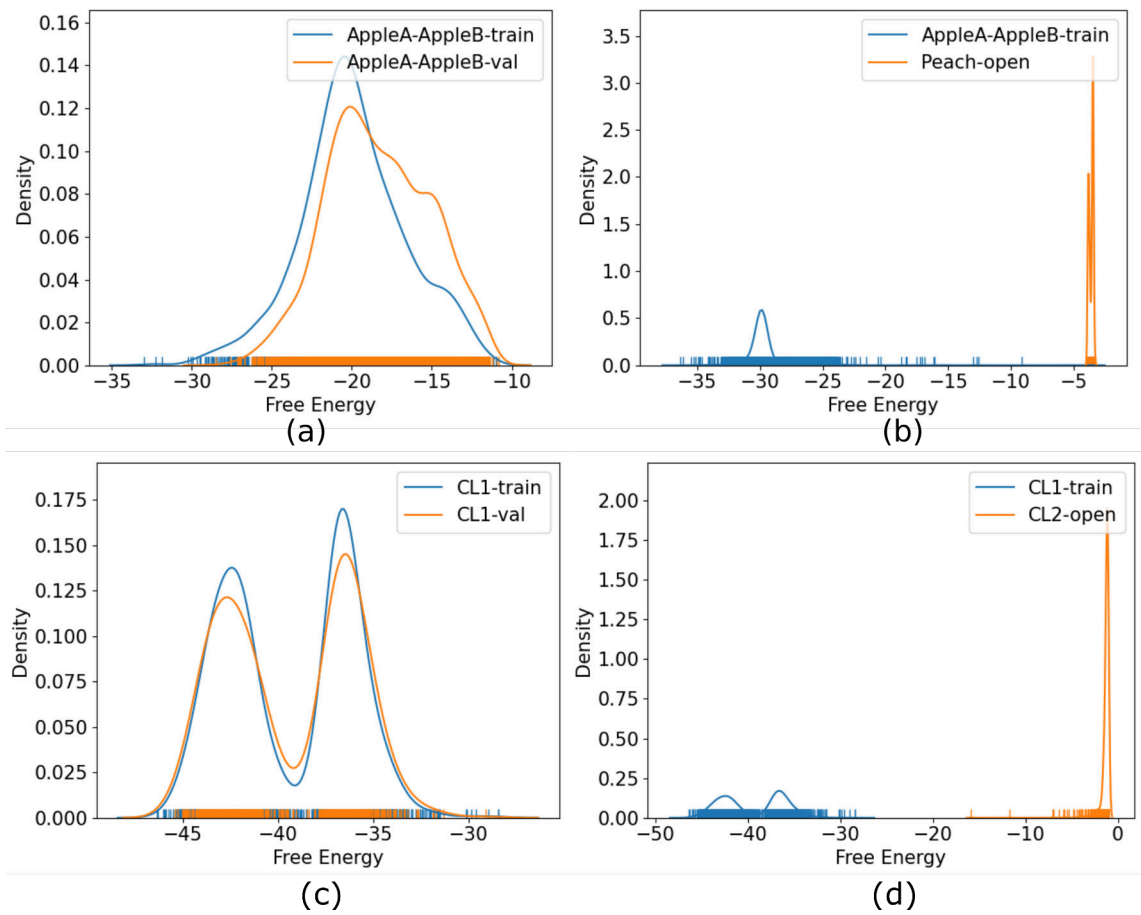 0.16
0.14
0.12
0.10
0.08
0.06
0.04
0.02
0.00
Density
AppleA-AppleB-train
AppleA-AppleB-val
−35 −30 −25 −20 −15 −10
Free Energy
(a)
3.5
3.0
2.5
2.0
1.5
1.0
0.5
0.0
Density
AppleA-AppleB-train
Peach-open
−35 −30 −25 −20 −15 −10 −5
Free Energy
(b)
0.175
0.150
0.125
0.100
0.075
0.050
0.025
0.000
Density
CL1-train
CL1-val
−45 −40 −35 −30
Free Energy
(c)
2.00
1.75
1.50
1.25
1.00
0.75
0.50
0.25
0.00
Density
CL1-train
CL2-open
−50 −40 −30 −20 −10 0
Free Energy
(d)